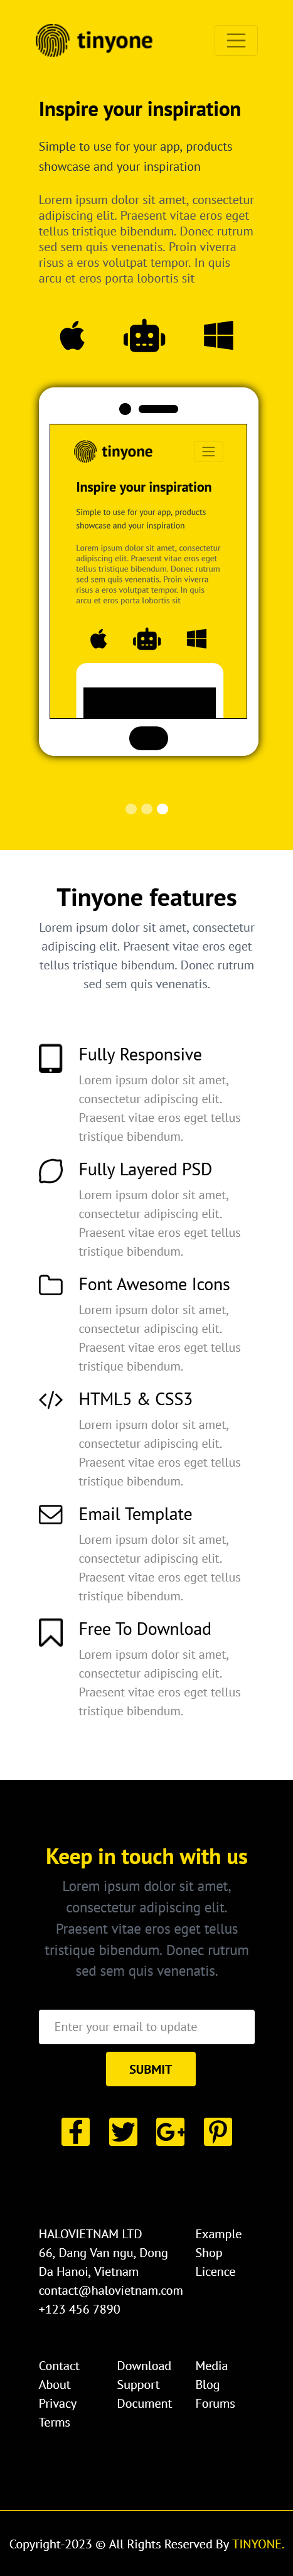 tinyone
Inspire your inspiration
Simple to use for your app, products
showcase and your inspiration
Lorem ipsum dolor sit amet, consectetur
adipiscing elit. Praesent vitae eros eget
tellus tristique bibendum. Donec rutrum
sed sem quis venenatis. Proin viverra
risus a eros volutpat tempor. In quis
arcu et eros porta lobortis sit
tinyone
Inspire your inspiration
Simple to use for your app, products
showcase and your inspiration
Lorem ipsum dolor sit amet, consectetur
adipiscing elit. Praesent vitae eros eget
tellus tristique bibendum. Donec rutrum
sed sem quis venenatis. Proin viverra
risus a eros volutpat tempor. In quis
arcu et eros porta lobortis sit
Tinyone features
Lorem ipsum dolor sit amet, consectetur
adipiscing elit. Praesent vitae eros eget
tellus tristique bibendum. Donec rutrum
sed sem quis venenatis.
Fully Responsive
Lorem ipsum dolor sit amet,
consectetur adipiscing elit.
Praesent vitae eros eget tellus
tristique bibendum.
Fully Layered PSD
Lorem ipsum dolor sit amet,
consectetur adipiscing elit.
Praesent vitae eros eget tellus
tristique bibendum.
Font Awesome Icons
Lorem ipsum dolor sit amet,
consectetur adipiscing elit.
Praesent vitae eros eget tellus
tristique bibendum.
HTML5 & CSS3
Lorem ipsum dolor sit amet,
consectetur adipiscing elit.
Praesent vitae eros eget tellus
tristique bibendum.
Email Template
Lorem ipsum dolor sit amet,
consectetur adipiscing elit.
Praesent vitae eros eget tellus
tristique bibendum.
Free To Download
Lorem ipsum dolor sit amet,
consectetur adipiscing elit.
Praesent vitae eros eget tellus
tristique bibendum.
Keep in touch with us
Lorem ipsum dolor sit amet,
consectetur adipiscing elit.
Praesent vitae eros eget tellus
tristique bibendum. Donec rutrum
sed sem quis venenatis.
Enter your email to update
SUBMIT
HALOVIETNAM LTD
66, Dang Van ngu, Dong
Da Hanoi, Vietnam
contact@halovietnam.com
+123 456 7890
Example
Shop
Licence
Contact
About
Privacy
Terms
Download
Support
Document
Media
Blog
Forums
Copyright-2023 © All Rights Reserved By TINYONE.